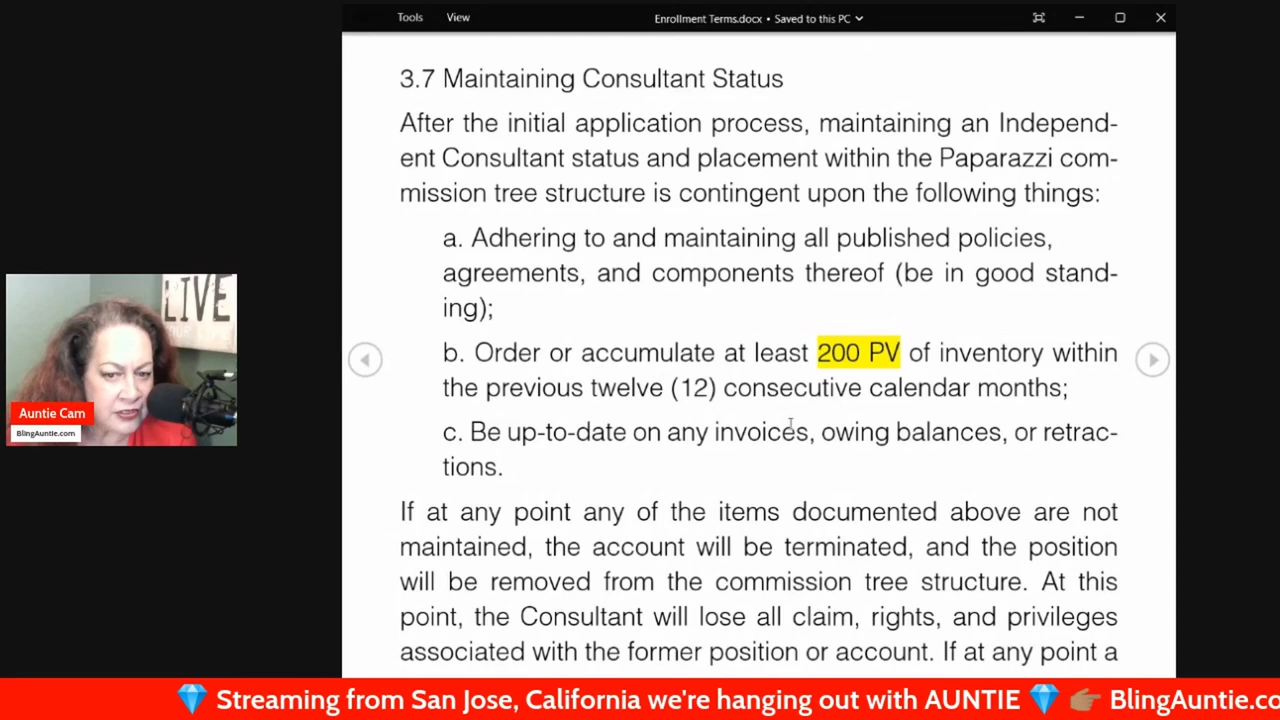 Tools View Enrollment Terms.docx • Saved to this PC
3.7 Maintaining Consultant Status
After the initial application process, maintaining an Independ-
ent Consultant status and placement within the Paparazzi com-
mission tree structure is contingent upon the following things:
a. Adhering to and maintaining all published policies,
agreements, and components thereof (be in good stand-
ing);
b. Order or accumulate at least 200 PV of inventory within
the previous twelve (12) consecutive calendar months;
c. Be up-to-date on any invoices, owing balances, or retrac-
tions.
If at any point any of the items documented above are not
maintained, the account will be terminated, and the position
will be removed from the commission tree structure. At this
point, the Consultant will lose all claim, rights, and privileges
associated with the former position or account. If at any point a
LIVE
Auntie Cam
BlingAuntie.com
💎 Streaming from San Jose, California we're hanging out with AUNTIE 💎 👉🏽 BlingAuntie.co